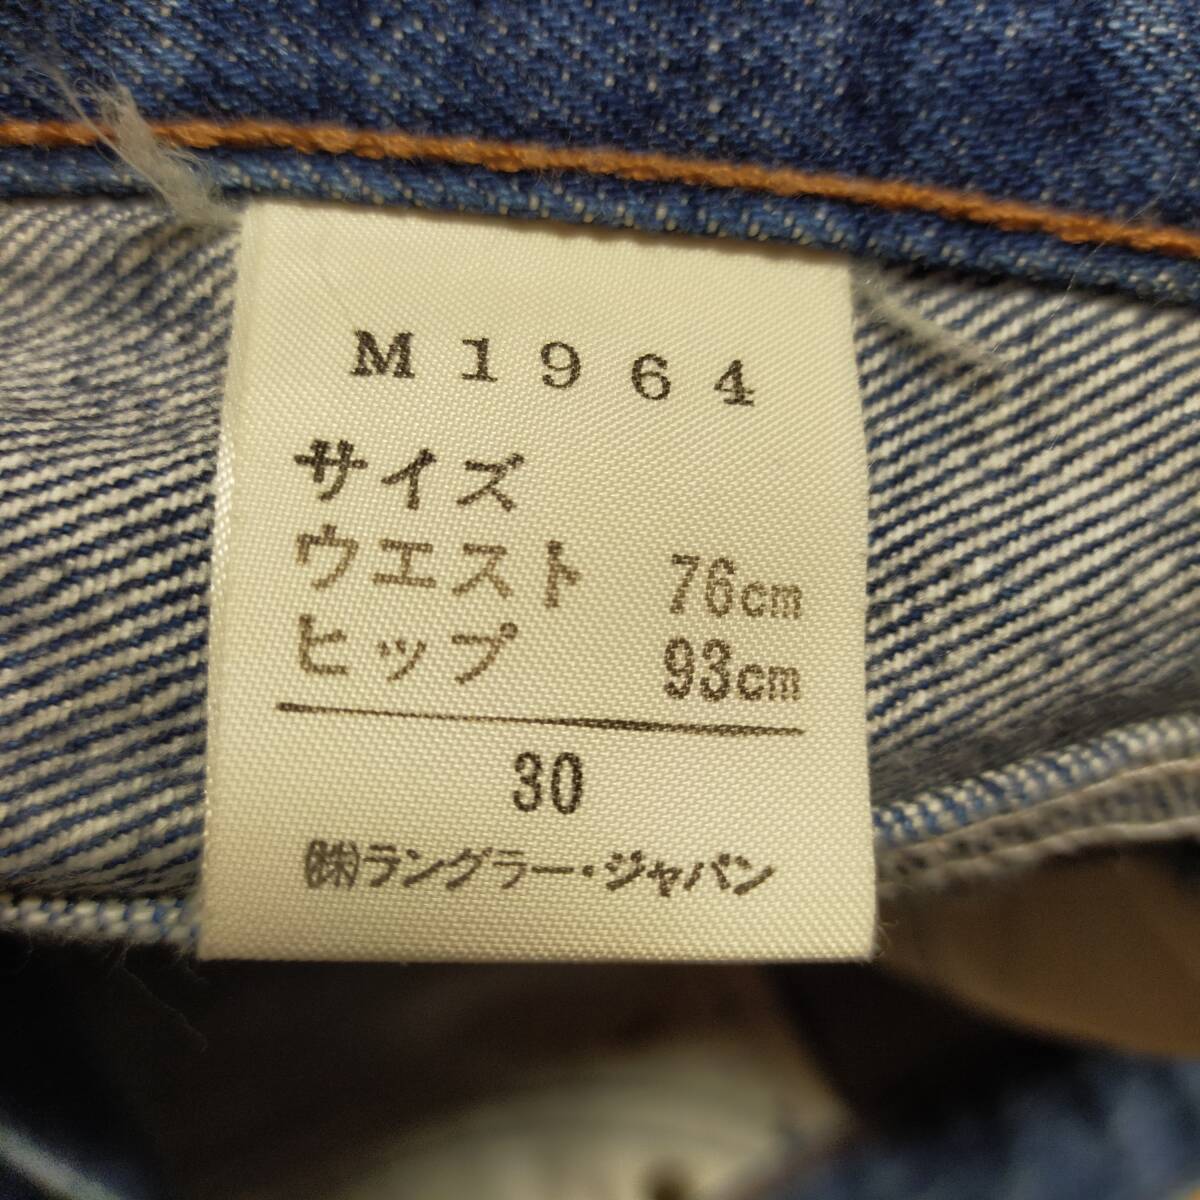 M1964
サイズ
ウエスト 76cm
ヒップ 93cm
30
㈱ラングラー・ジャパン